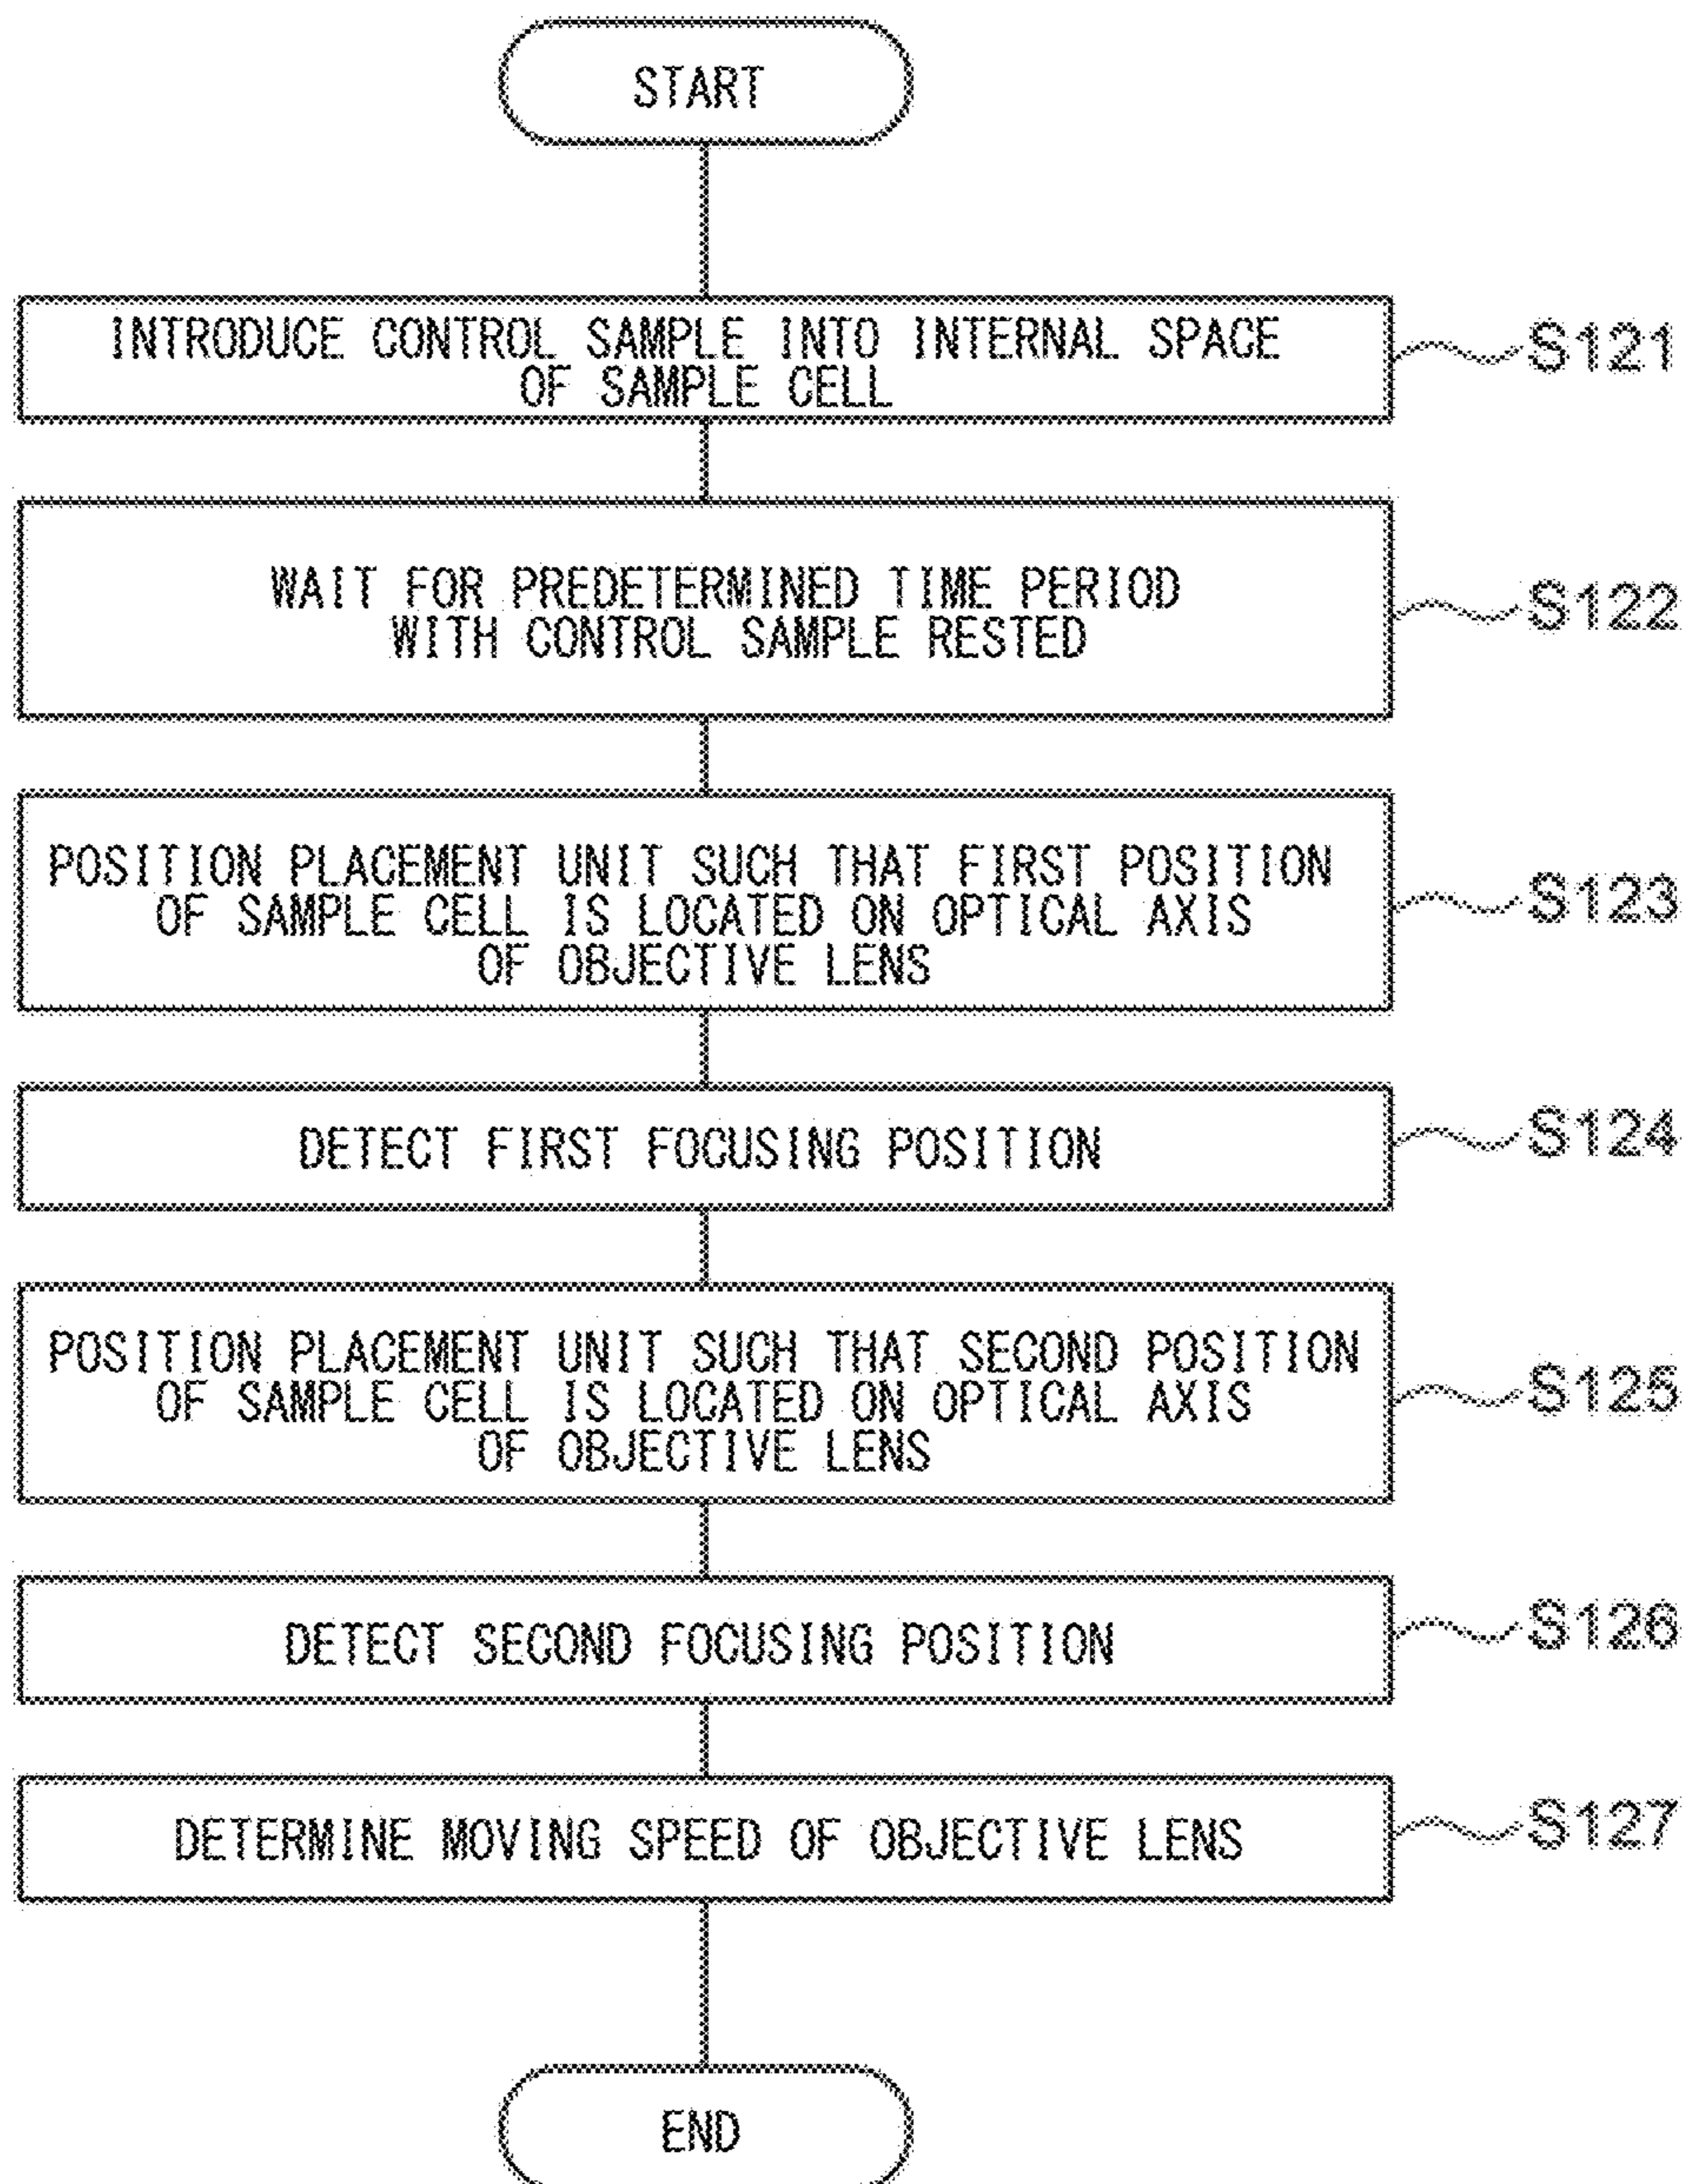 START
INTRODUCE CONTROL SAMPLE INTO INTERNAL SPACE
OF SAMPLE CELL
S121
WAIT FOR PREDETERMINED TIME PERIOD
WITH CONTROL SAMPLE RESTED
S122
POSITION PLACEMENT UNIT SUCH THAT FIRST POSITION
OF SAMPLE CELL IS LOCATED ON OPTICAL AXIS
OF OBJECTIVE LENS
S123
DETECT FIRST FOCUSING POSITION
S124
POSITION PLACEMENT UNIT SUCH THAT SECOND POSITION
OF SAMPLE CELL IS LOCATED ON OPTICAL AXIS
OF OBJECTIVE LENS
S125
DETECT SECOND FOCUSING POSITION
S126
DETERMINE MOVING SPEED OF OBJECTIVE LENS
S127
END